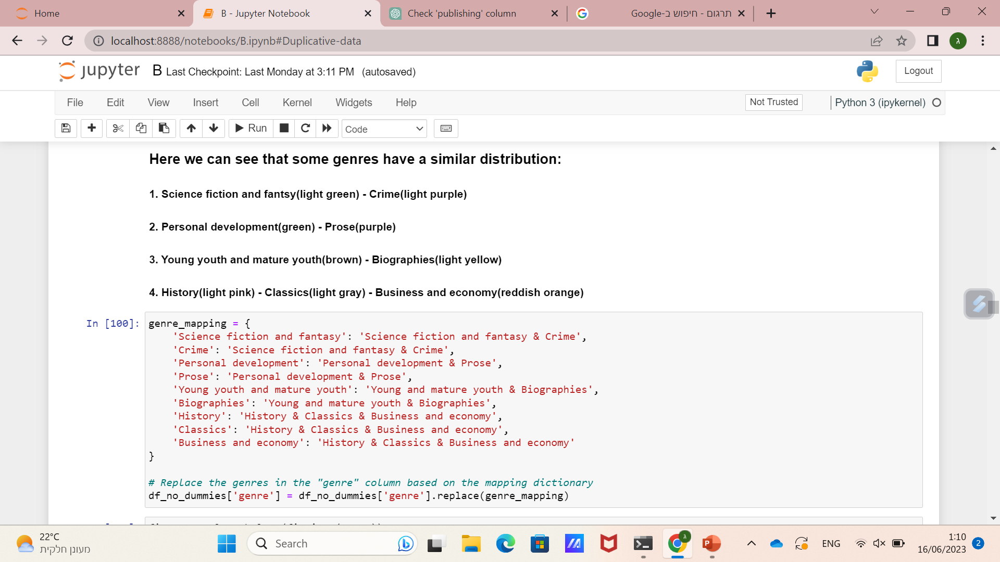 Home
B - Jupyter Notebook
Check 'publishing' column
תרגום - חיפוש ב-Google
localhost:8888/notebooks/B.ipynb#Duplicative-data
ג
jupyter B Last Checkpoint: Last Monday at 3:11 PM (autosaved)
Logout
File Edit View Insert Cell Kernel Widgets Help
Not Trusted
Python 3 (ipykernel)
Run
Code
Here we can see that some genres have a similar distribution:
1. Science fiction and fantsy(light green) - Crime(light purple)
2. Personal development(green) - Prose(purple)
3. Young youth and mature youth(brown) - Biographies(light yellow)
4. History(light pink) - Classics(light gray) - Business and economy(reddish orange)
In [100]:
genre_mapping = {
'Science fiction and fantasy': 'Science fiction and fantasy & Crime',
'Crime': 'Science fiction and fantasy & Crime',
'Personal development': 'Personal development & Prose',
'Prose': 'Personal development & Prose',
'Young youth and mature youth': 'Young and mature youth & Biographies',
'Biographies': 'Young and mature youth & Biographies',
'History': 'History & Classics & Business and economy',
'Classics': 'History & Classics & Business and economy',
'Business and economy': 'History & Classics & Business and economy'
}
# Replace the genres in the "genre" column based on the mapping dictionary
df_no_dummies['genre'] = df_no_dummies['genre'].replace(genre_mapping)
22°C
מעונן חלקית
Search
ENG
1:10
16/06/2023
2